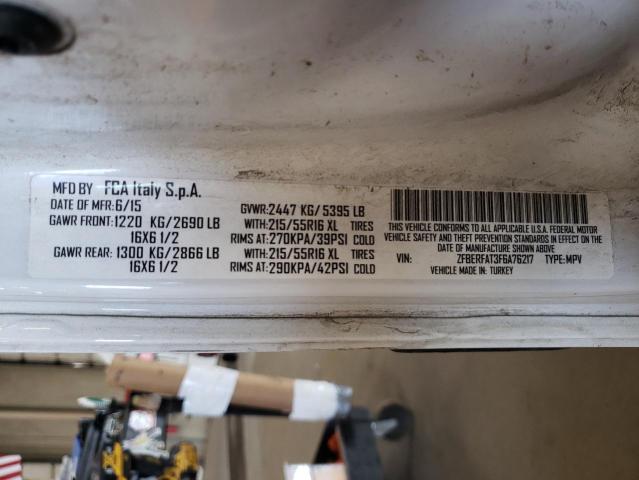 MFD BY FCA Italy S.p.A.
DATE OF MFR: 6/15
GAWR FRONT: 1220 KG/2690 LB
16X6 1/2
GAWR REAR: 1300 KG/2866 LB
16X6 1/2
GVWR: 2447 KG/ 5395 LB
WITH: 215/55R16 XL TIRES
RIMS AT: 270KPA/39PSI COLD
WITH: 215/55R16 XL TIRES
RIMS AT: 290KPA/42PSI COLD
THIS VEHICLE CONFORMS TO ALL APPLICABLE U.S.A. FEDERAL MOTOR
VEHICLE SAFETY AND THEFT PREVENTION STANDARDS IN EFFECT ON THE
DATE OF MANUFACTURE SHOWN ABOVE
VIN: ZFBERFAT3F6A76217 TYPE: MPV
VEHICLE MADE IN: TURKEY